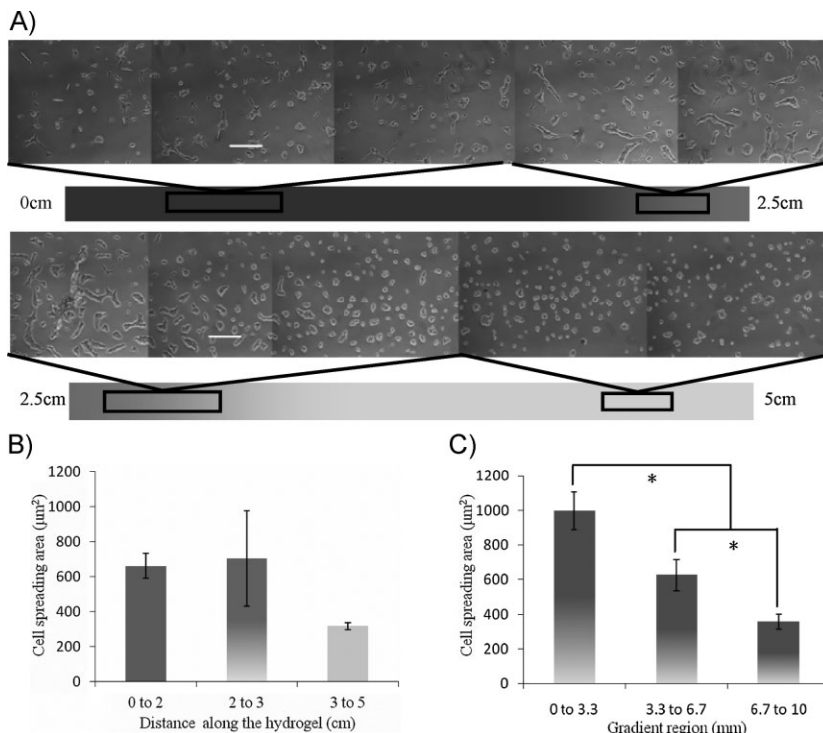 A)
0cm
2.5cm
2.5cm
5cm
B)
1200
1000
800
600
400
200
0
Cell spreading area (μm²)
0 to 2
2 to 3
3 to 5
Distance along the hydrogel (cm)
C)
1200
1000
800
600
400
200
0
Cell spreading area (μm²)
*
*
0 to 3.3
3.3 to 6.7
6.7 to 10
Gradient region (mm)